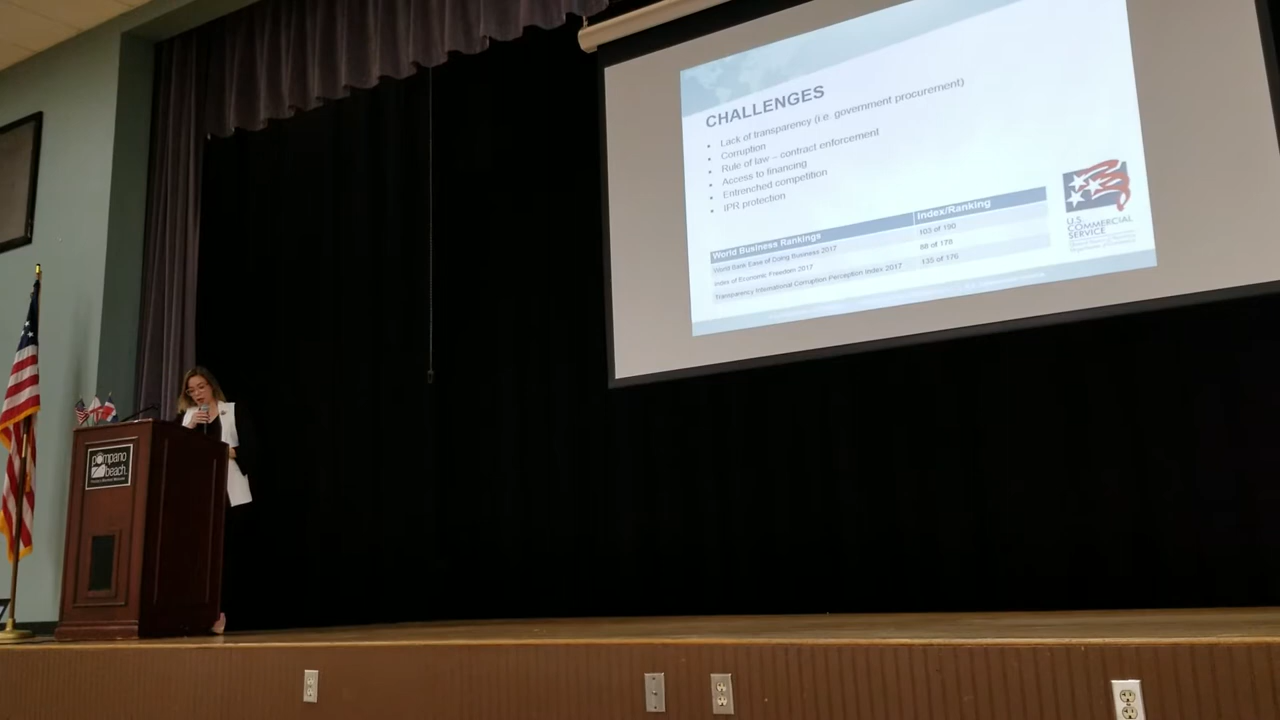 CHALLENGES
• Lack of transparency (i.e. government procurement)
• Corruption
• Rule of law – contract enforcement
• Access to financing
• Entrenched competition
• IPR protection
World Business Rankings Index/Ranking
World Bank Ease of Doing Business 2017 103 of 190
Index of Economic Freedom 2017 88 of 178
Transparency International Corruption Perception Index 2017 135 of 176
U.S.
COMMERCIAL
SERVICE
pompano
beach.